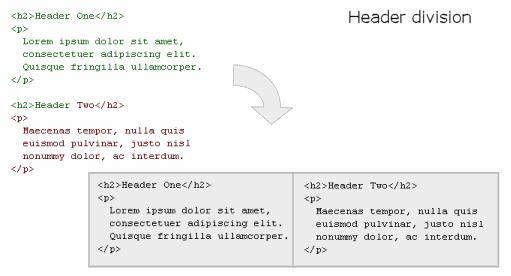 Header division
<h2>Header One</h2>
<p>
Lorem ipsum dolor sit amet,
consectetuer adipiscing elit.
Quisque fringilla ullamcorper.
</p>
<h2>Header Two</h2>
<p>
Maecenas tempor, nulla quis
euismod pulvinar, justo nisl
nonummy dolor, ac interdum.
</p>
<h2>Header One</h2>
<p>
Lorem ipsum dolor sit amet,
consectetuer adipiscing elit.
Quisque fringilla ullamcorper.
</p>
<h2>Header Two</h2>
<p>
Maecenas tempor, nulla quis
euismod pulvinar, justo nisl
nonummy dolor, ac interdum.
</p>